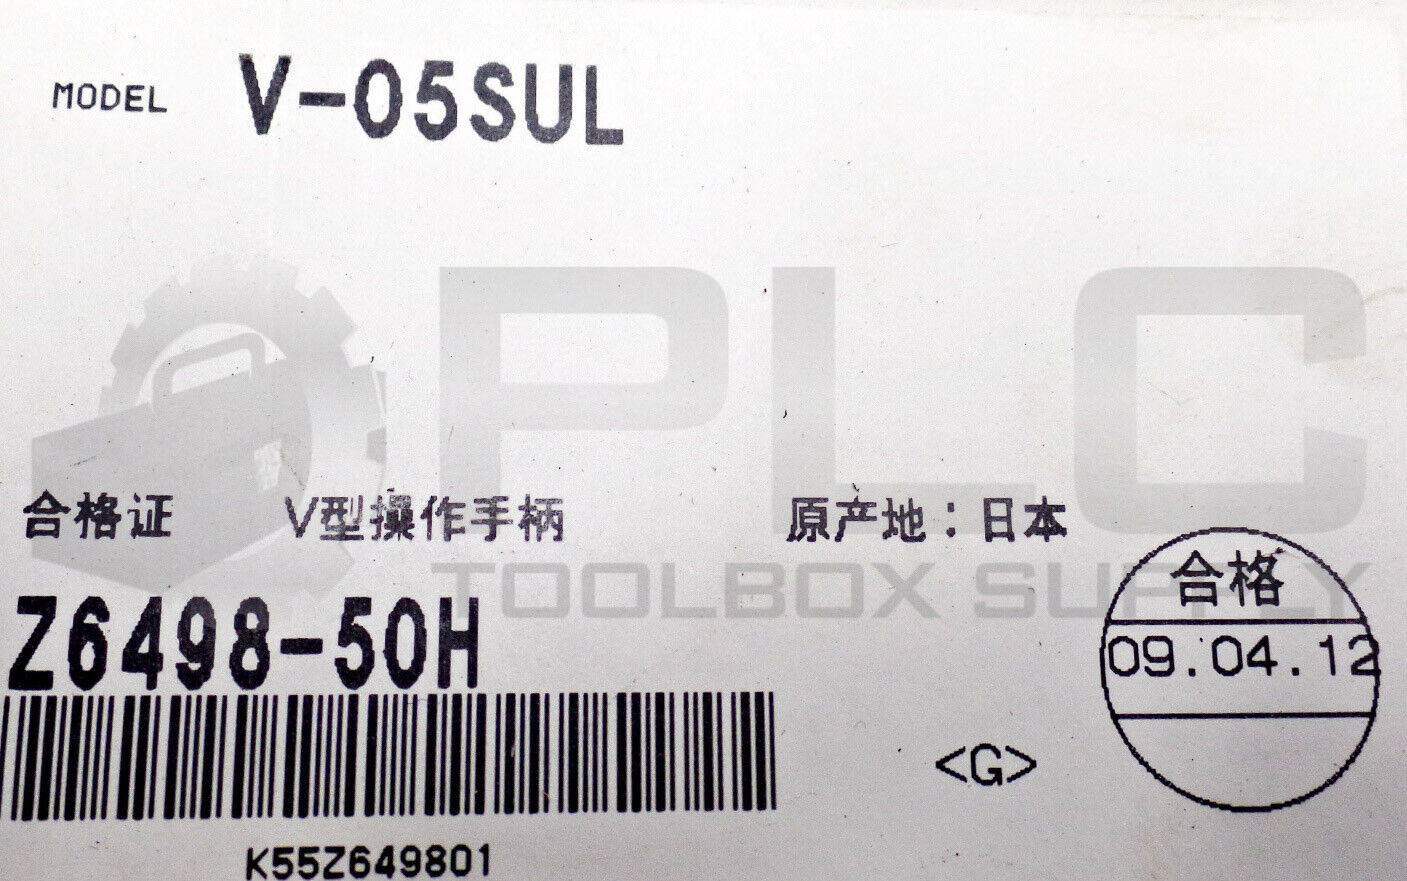 MODEL V-05SUL
PLC
TOOLBOX SUPPLY
合格证 V型操作手柄 原产地：日本
合格
Z6498-50H
09.04.12
<G>
K55Z649801